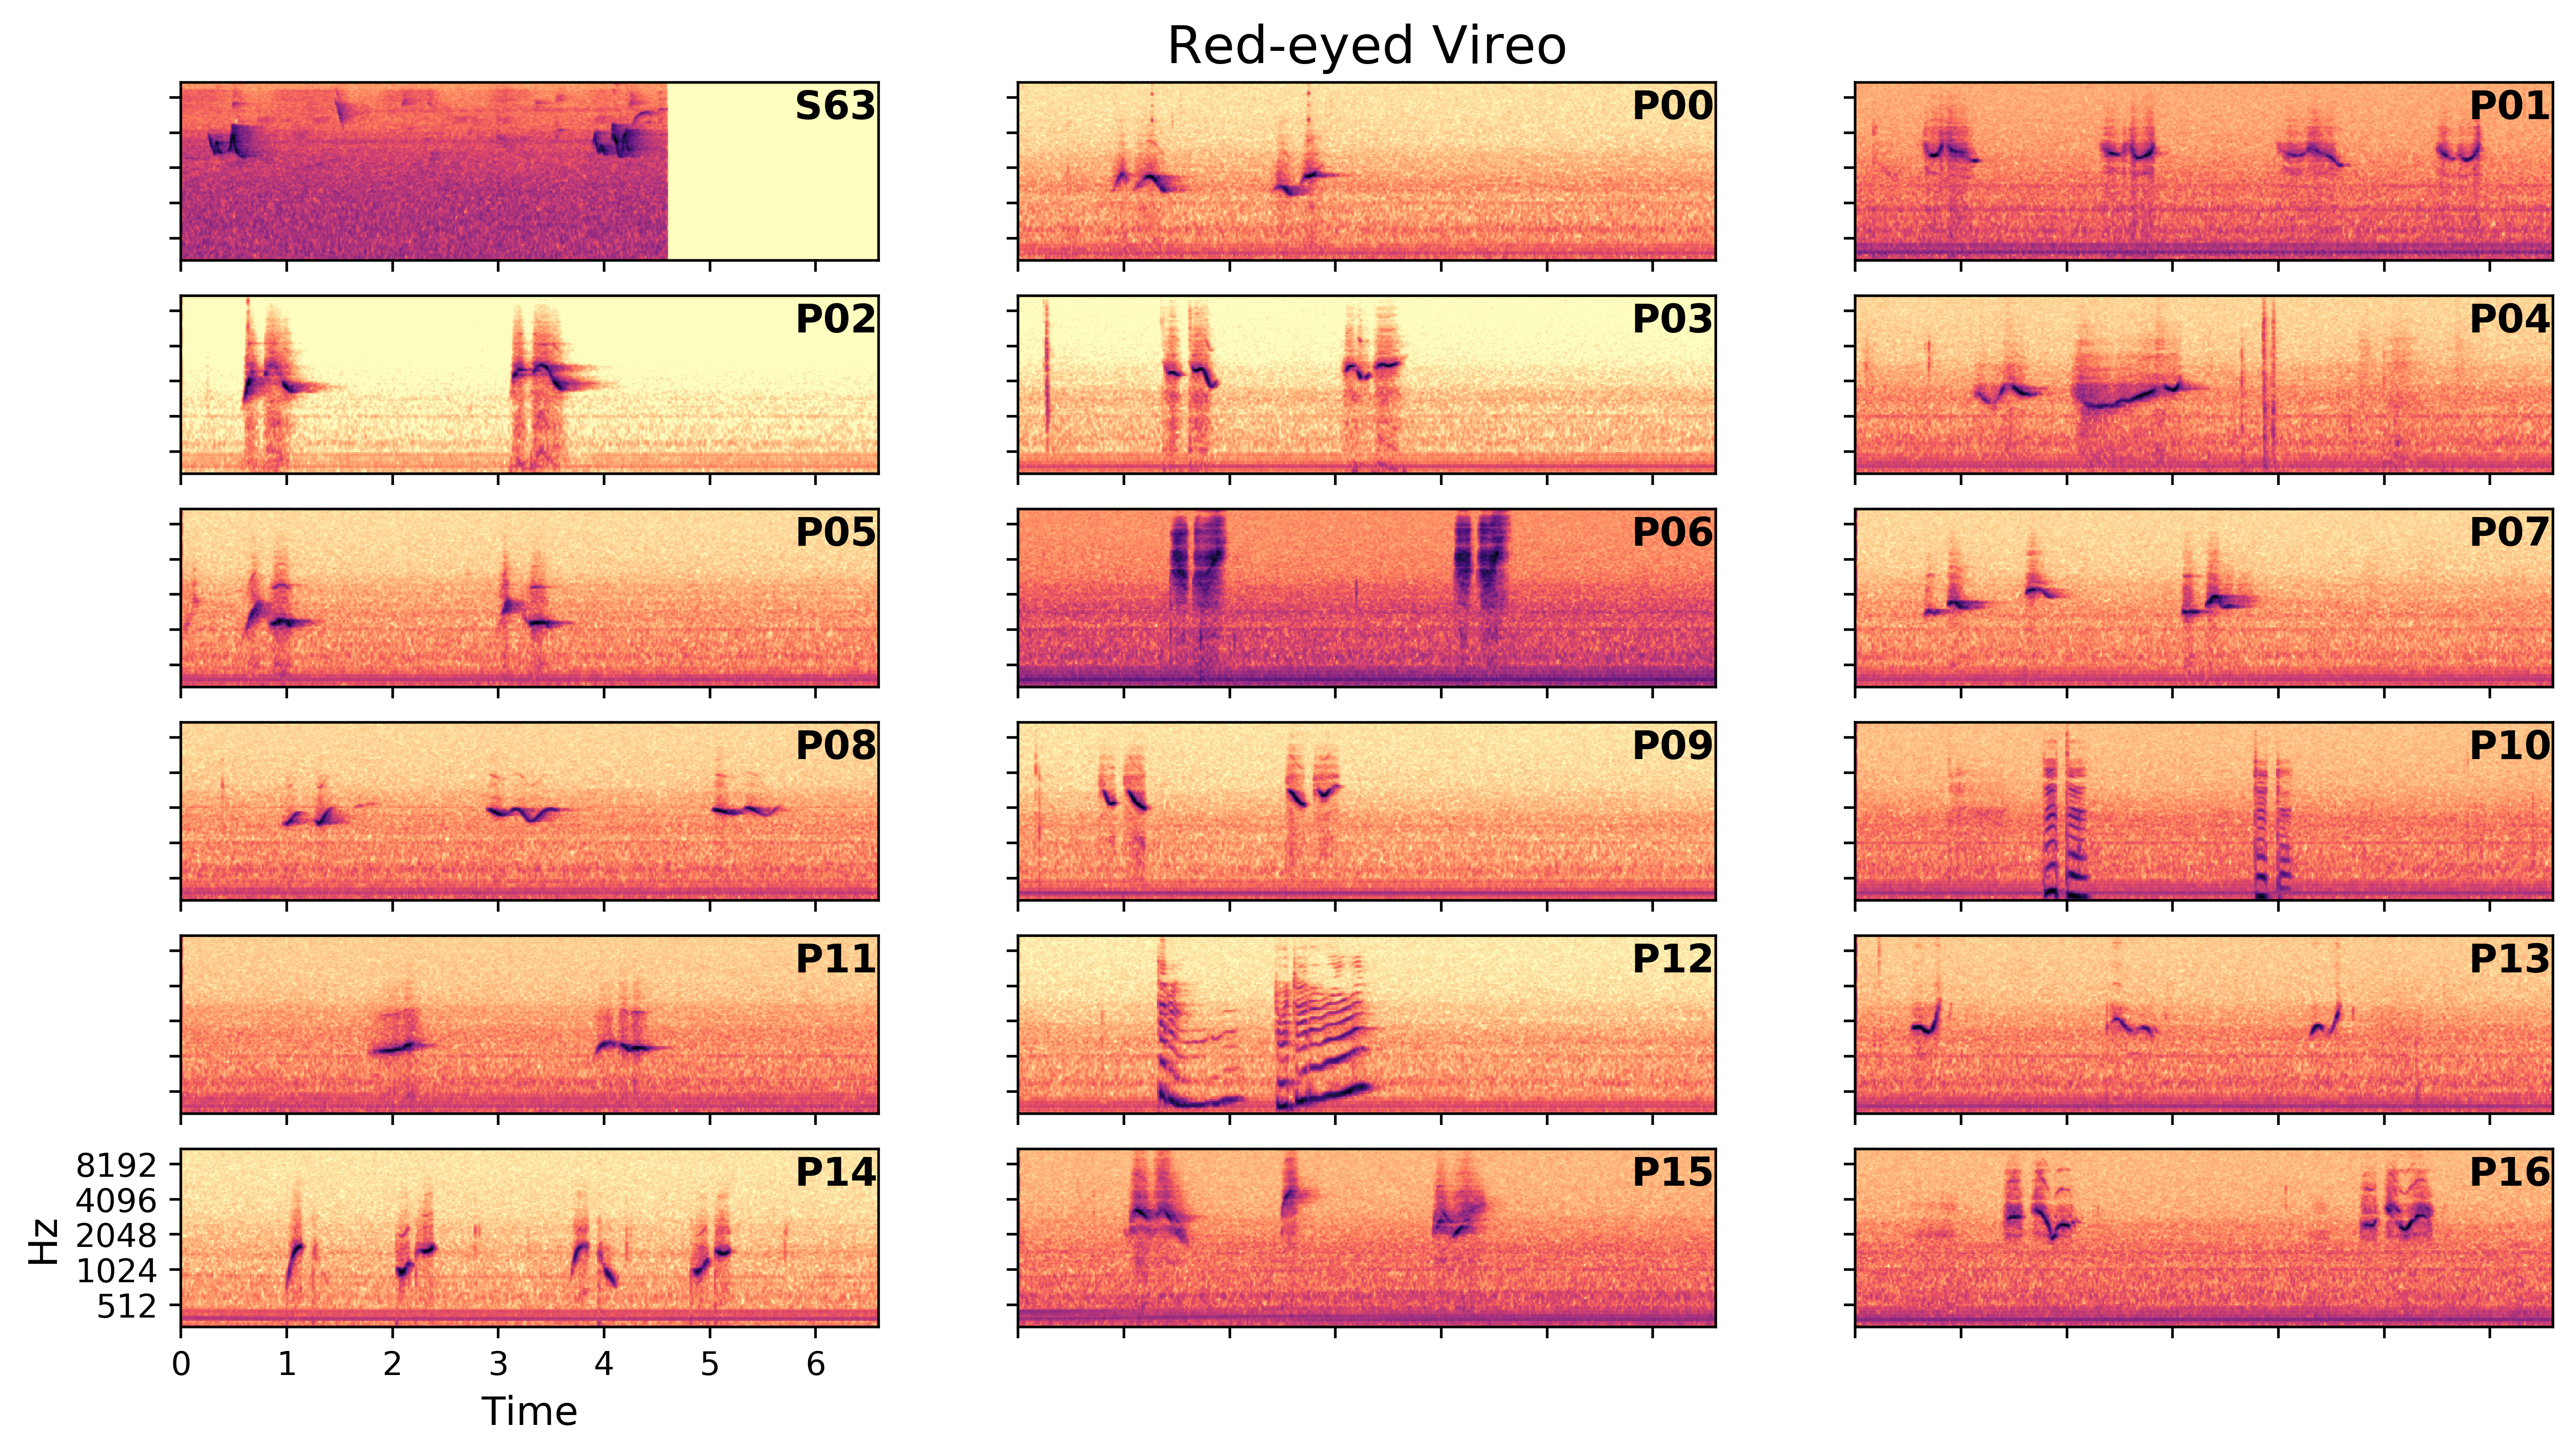 Red-eyed Vireo
S63
P00
P01
P02
P03
P04
P05
P06
P07
P08
P09
P10
P11
P12
P13
P14
P15
P16
8192
4096
2048
1024
512
Hz
0 1 2 3 4 5 6
Time